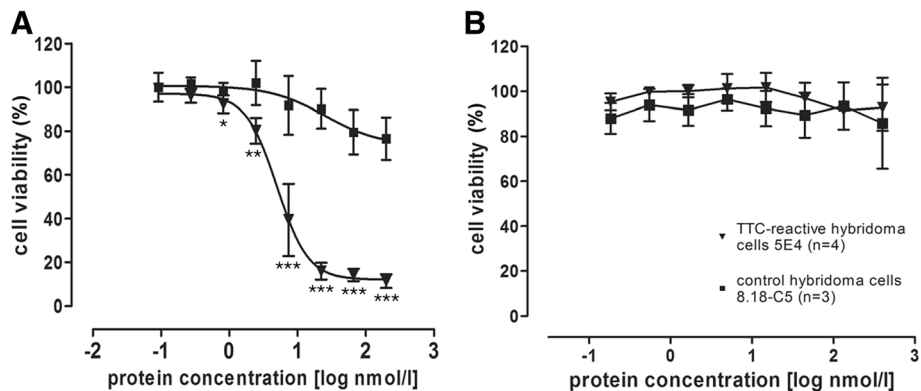 A
cell viability (%)
120
100
80
60
40
20
0
*
**
***
***
***
***
-2 -1 0 1 2 3
protein concentration [log nmol/l]
B
cell viability (%)
120
100
80
60
40
20
0
TTC-reactive hybridoma
cells 5E4 (n=4)
control hybridoma cells
8.18-C5 (n=3)
-1 0 1 2 3
protein concentration [log nmol/l]